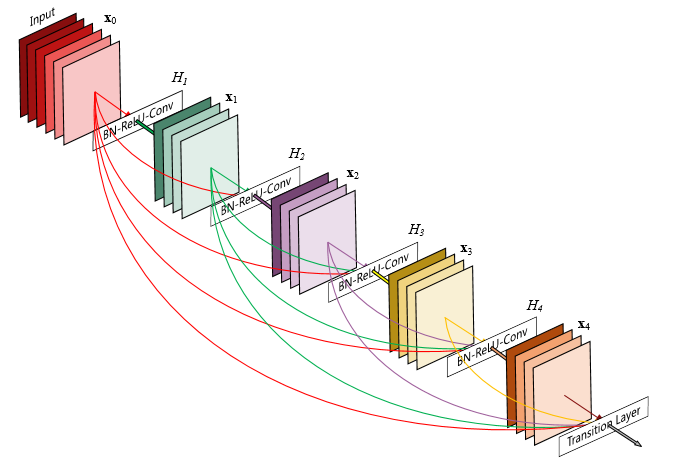 Input
x0
H1
BN-ReLU-Conv
x1
H2
BN-ReLU-Conv
x2
H3
BN-ReLU-Conv
x3
H4
BN-ReLU-Conv
x4
Transition Layer